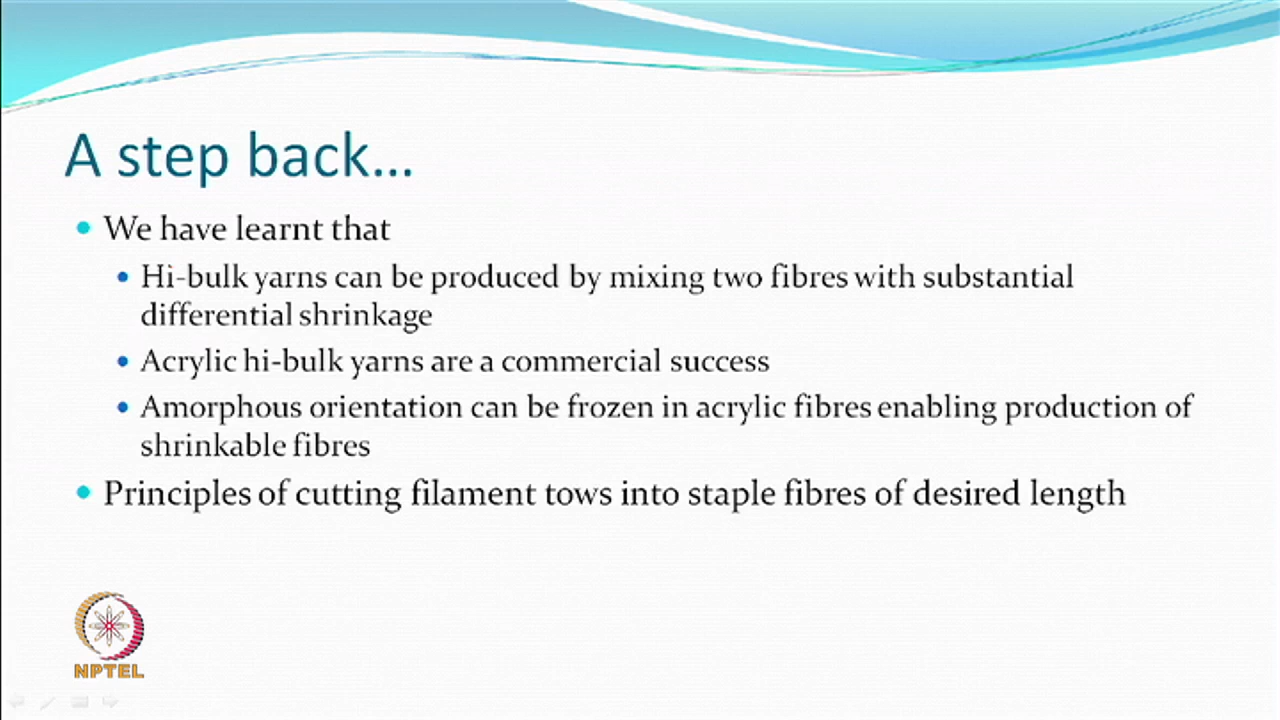 A step back...
We have learnt that
Hi-bulk yarns can be produced by mixing two fibres with substantial
differential shrinkage
Acrylic hi-bulk yarns are a commercial success
Amorphous orientation can be frozen in acrylic fibres enabling production of
shrinkable fibres
Principles of cutting filament tows into staple fibres of desired length
NPTEL